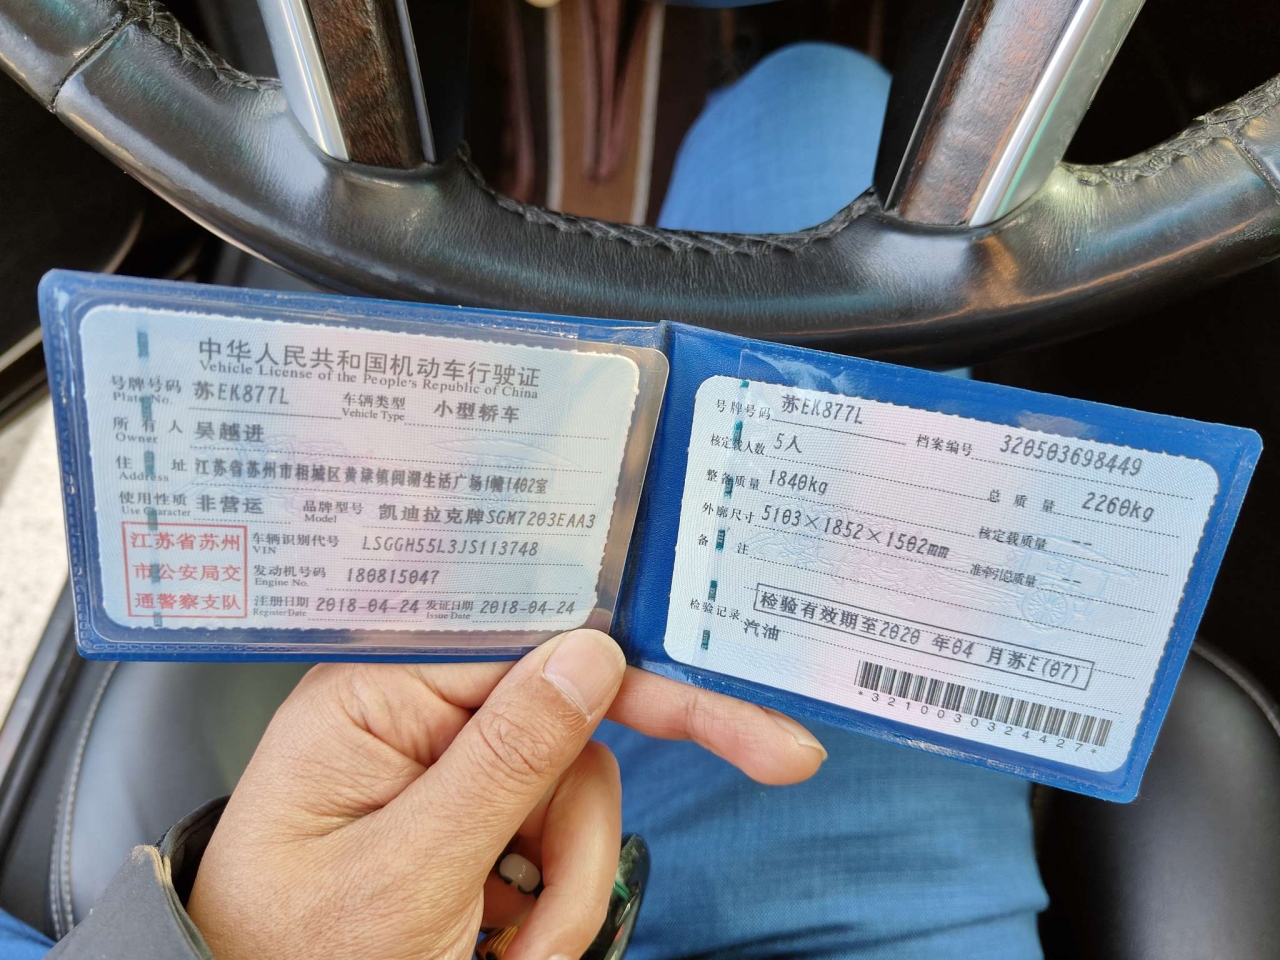 中华人民共和国机动车行驶证
Vehicle License of the People's Republic of China
号牌号码 苏EK877L 车辆类型 小型轿车
Plate No. Vehicle Type
所有人 吴越进
Owner
住址 江苏省苏州市相城区黄埭镇阅湖生活广场1幢1402室
Address
使用性质 非营运 品牌型号 凯迪拉克牌SGM7203EAA3
Use Character Model
江苏省苏州
市公安局交
通警察支队
车辆识别代号 LSGGH55L3JS113748
VIN
发动机号码 180815047
Engine No.
注册日期 2018-04-24 发证日期 2018-04-24
Register Date Issue Date
号牌号码 苏EK877L 档案编号 320503698449
核定载人数 5人 总质量 2260kg
整备质量 1840kg 核定载质量 --
外廓尺寸 5103×1852×1502mm 准牵引总质量 --
备注
检验有效期至2020 年04 月苏E(07)
检验记录 汽油
*3210030324427*